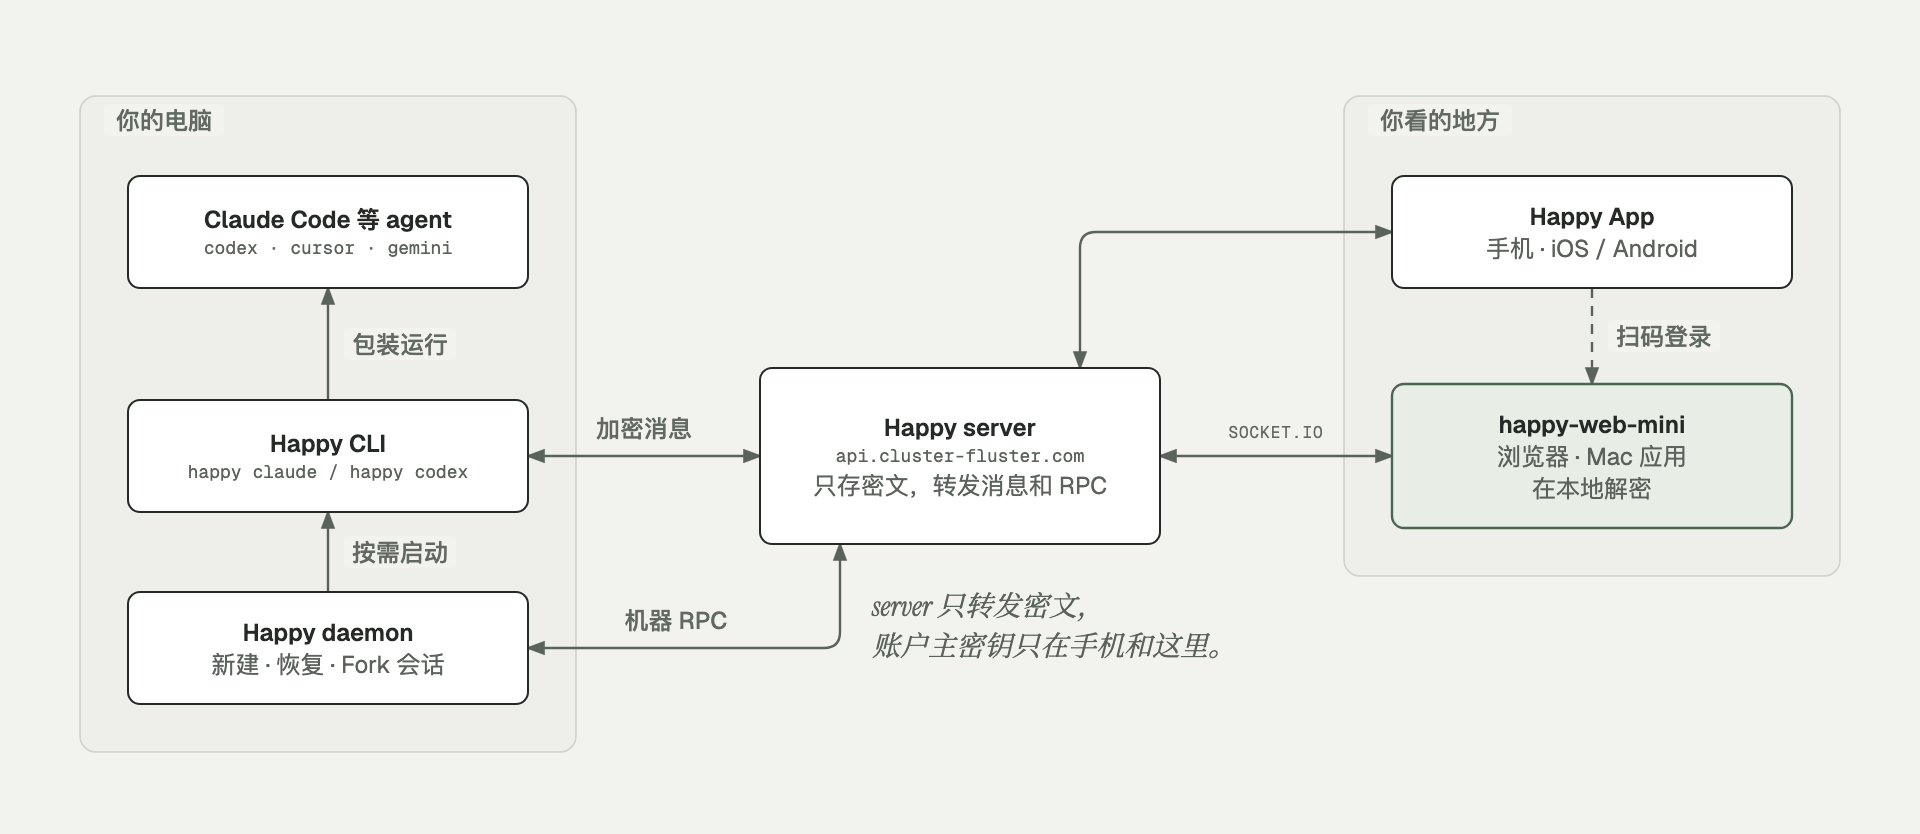 你的电脑
Claude Code 等 agent
codex · cursor · gemini
包装运行
Happy CLI
happy claude / happy codex
按需启动
Happy daemon
新建 · 恢复 · Fork 会话
加密消息
机器 RPC
Happy server
api.cluster-fluster.com
只存密文，转发消息和 RPC
server 只转发密文，
账户主密钥只在手机和这里。
SOCKET.IO
你看的地方
Happy App
手机 · iOS / Android
扫码登录
happy-web-mini
浏览器 · Mac 应用
在本地解密